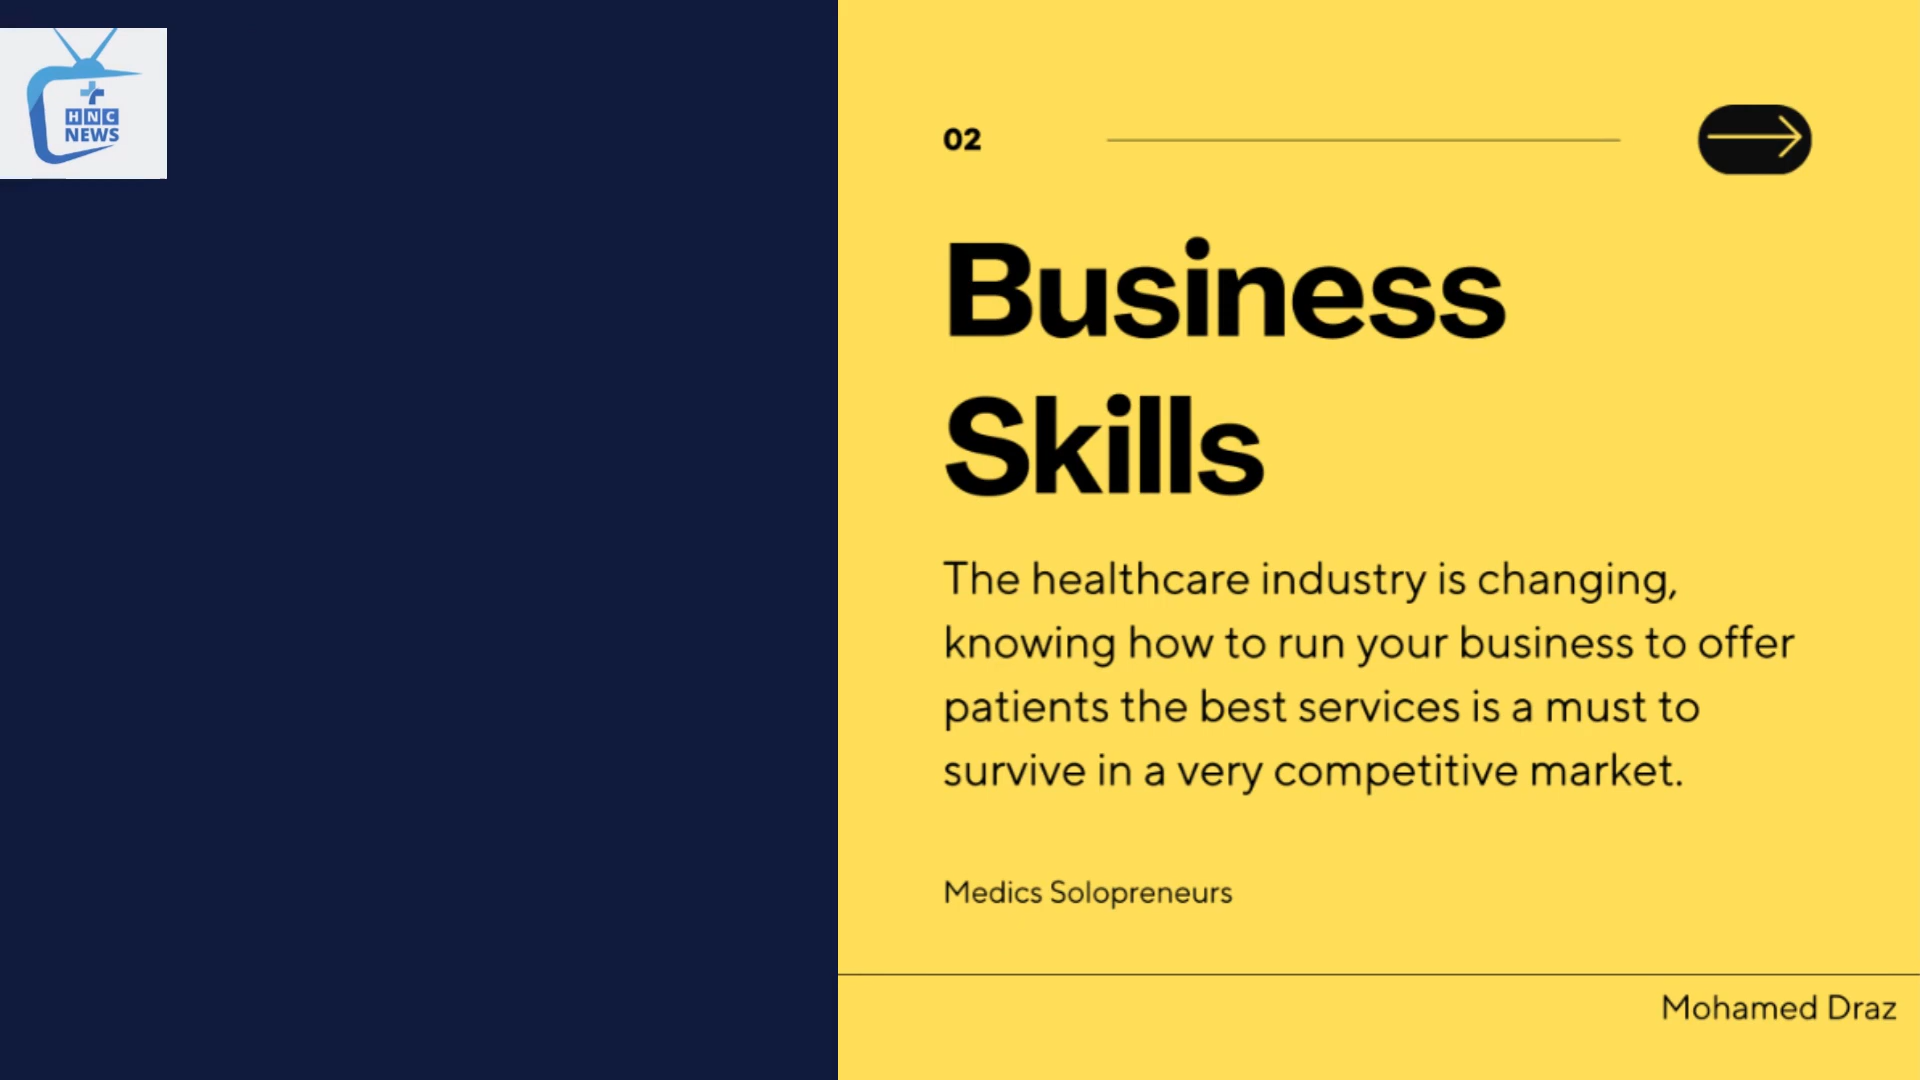 HNC
NEWS
02
Business
Skills
The healthcare industry is changing,
knowing how to run your business to offer
patients the best services is a must to
survive in a very competitive market.
Medics Solopreneurs
Mohamed Draz